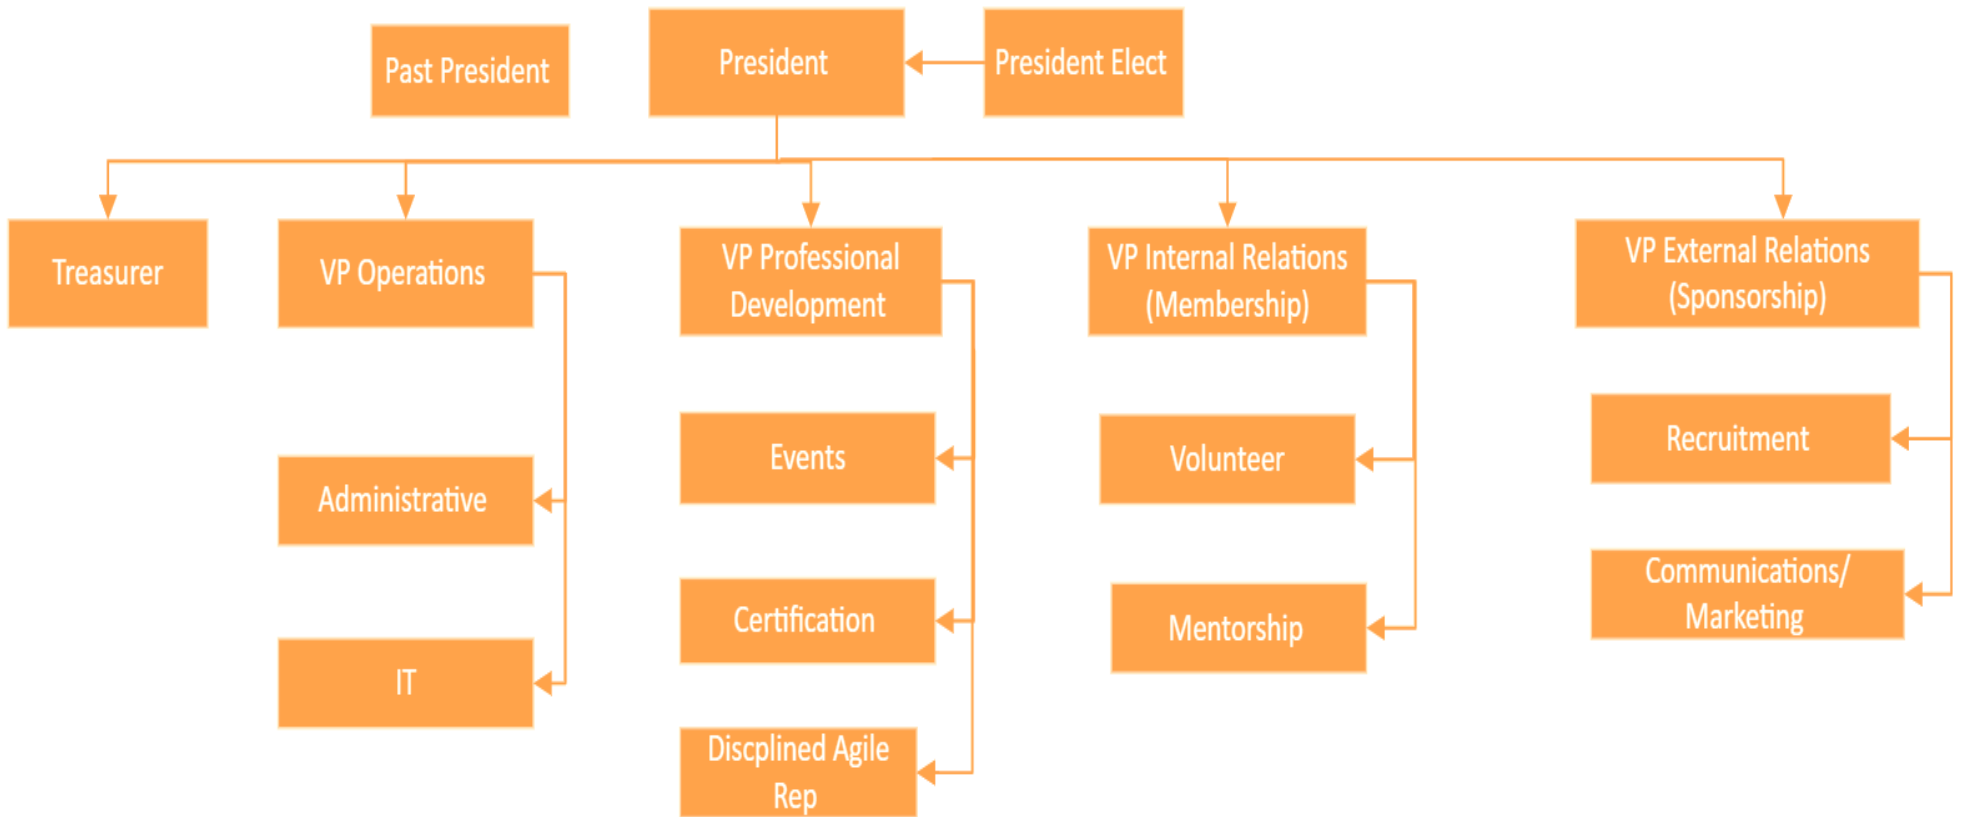 Past President
President
President Elect
Treasurer
VP Operations
VP Professional
Development
VP Internal Relations
(Membership)
VP External Relations
(Sponsorship)
Administrative
IT
Events
Certification
Discplined Agile
Rep
Volunteer
Mentorship
Recruitment
Communications/
Marketing